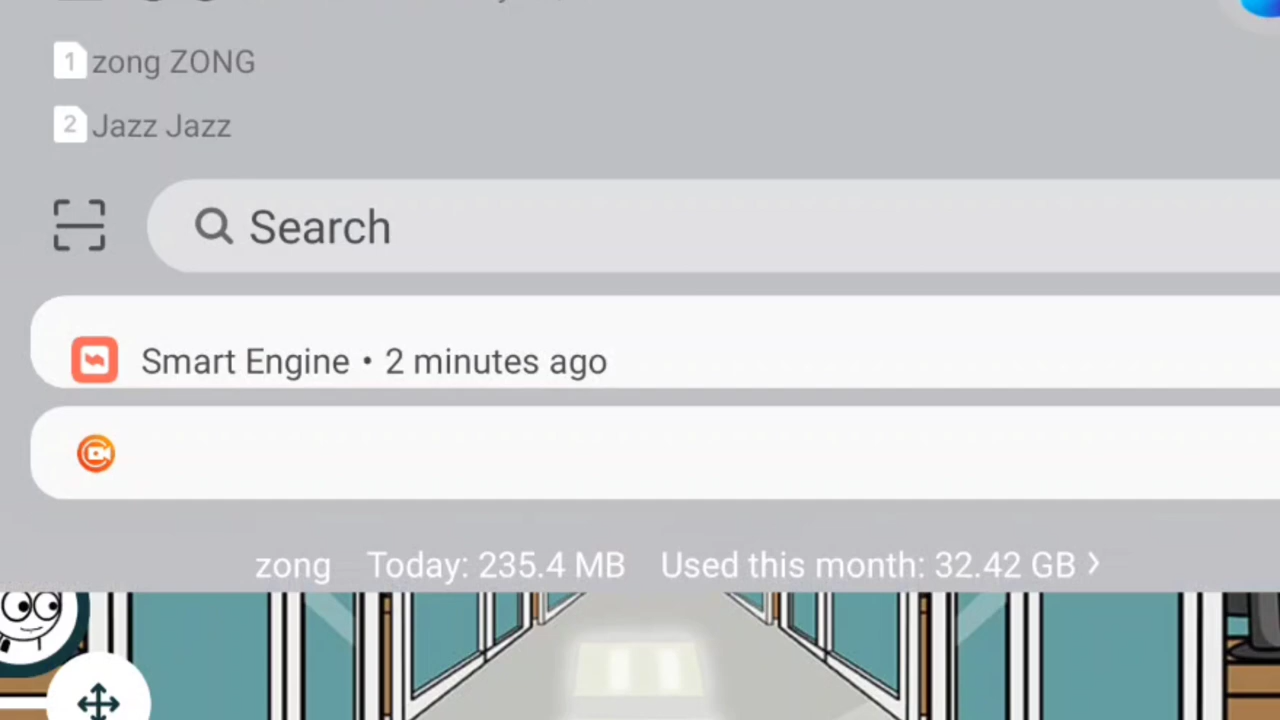 1 zong ZONG
2 Jazz Jazz
Search
Smart Engine • 2 minutes ago
zong Today: 235.4 MB Used this month: 32.42 GB >